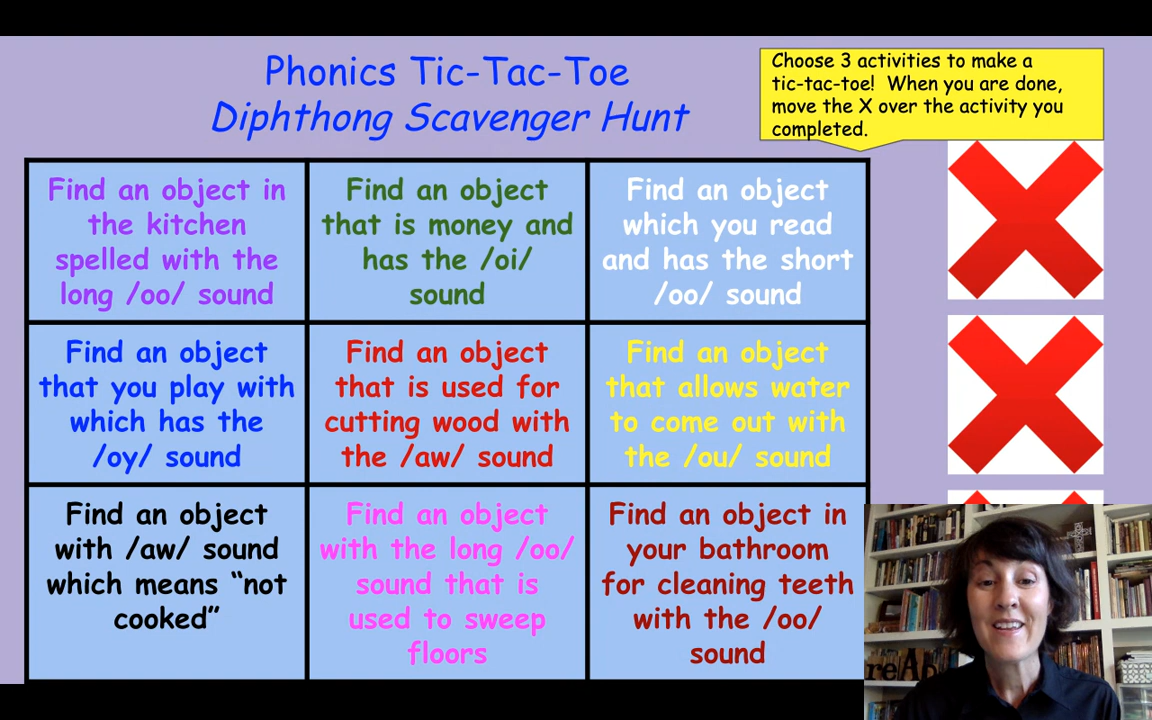 Phonics Tic-Tac-Toe
Diphthong Scavenger Hunt
Choose 3 activities to make a
tic-tac-toe! When you are done,
move the X over the activity you
completed.
Find an object in
the kitchen
spelled with the
long /oo/ sound
Find an object
that is money and
has the /oi/
sound
Find an object
which you read
and has the short
/oo/ sound
Find an object
that you play with
which has the
/oy/ sound
Find an object
that is used for
cutting wood with
the /aw/ sound
Find an object
that allows water
to come out with
the /ou/ sound
Find an object
with /aw/ sound
which means “not
cooked”
Find an object
with the long /oo/
sound that is
used to sweep
floors
Find an object in
your bathroom
for cleaning teeth
with the /oo/
sound